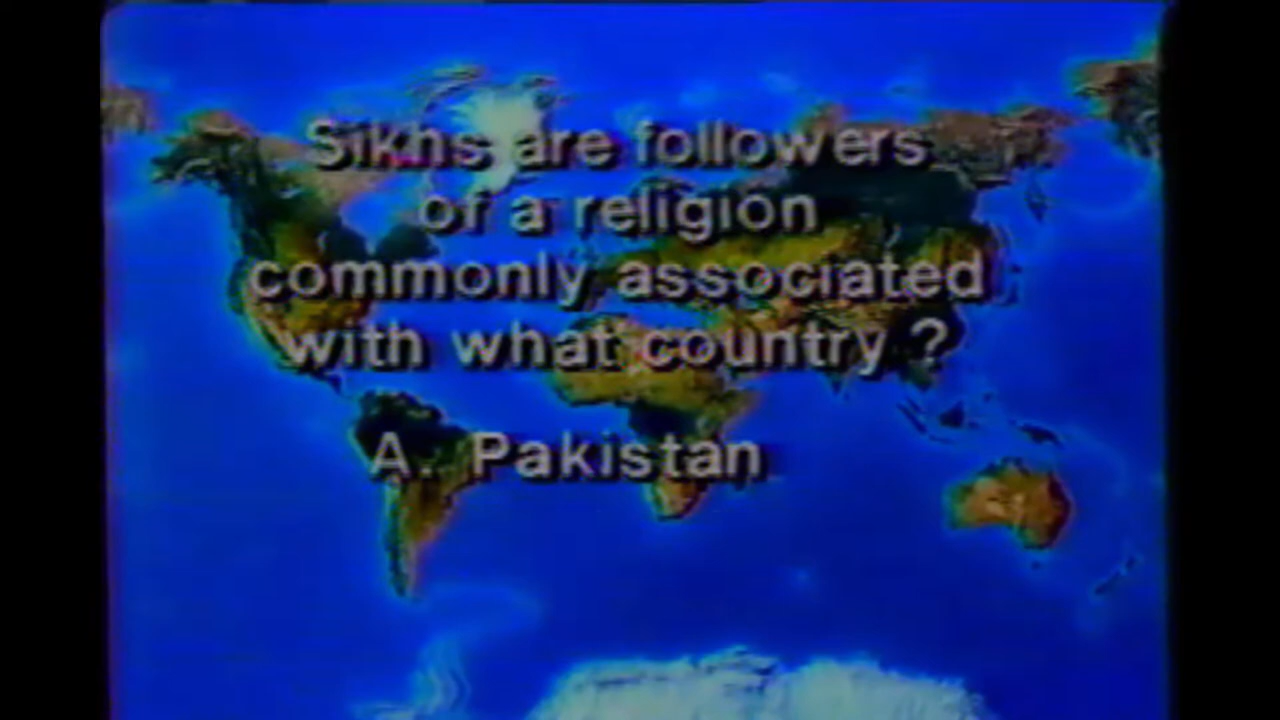 Sikhs are followers
of a religion
commonly associated
with what country ?
A. Pakistan